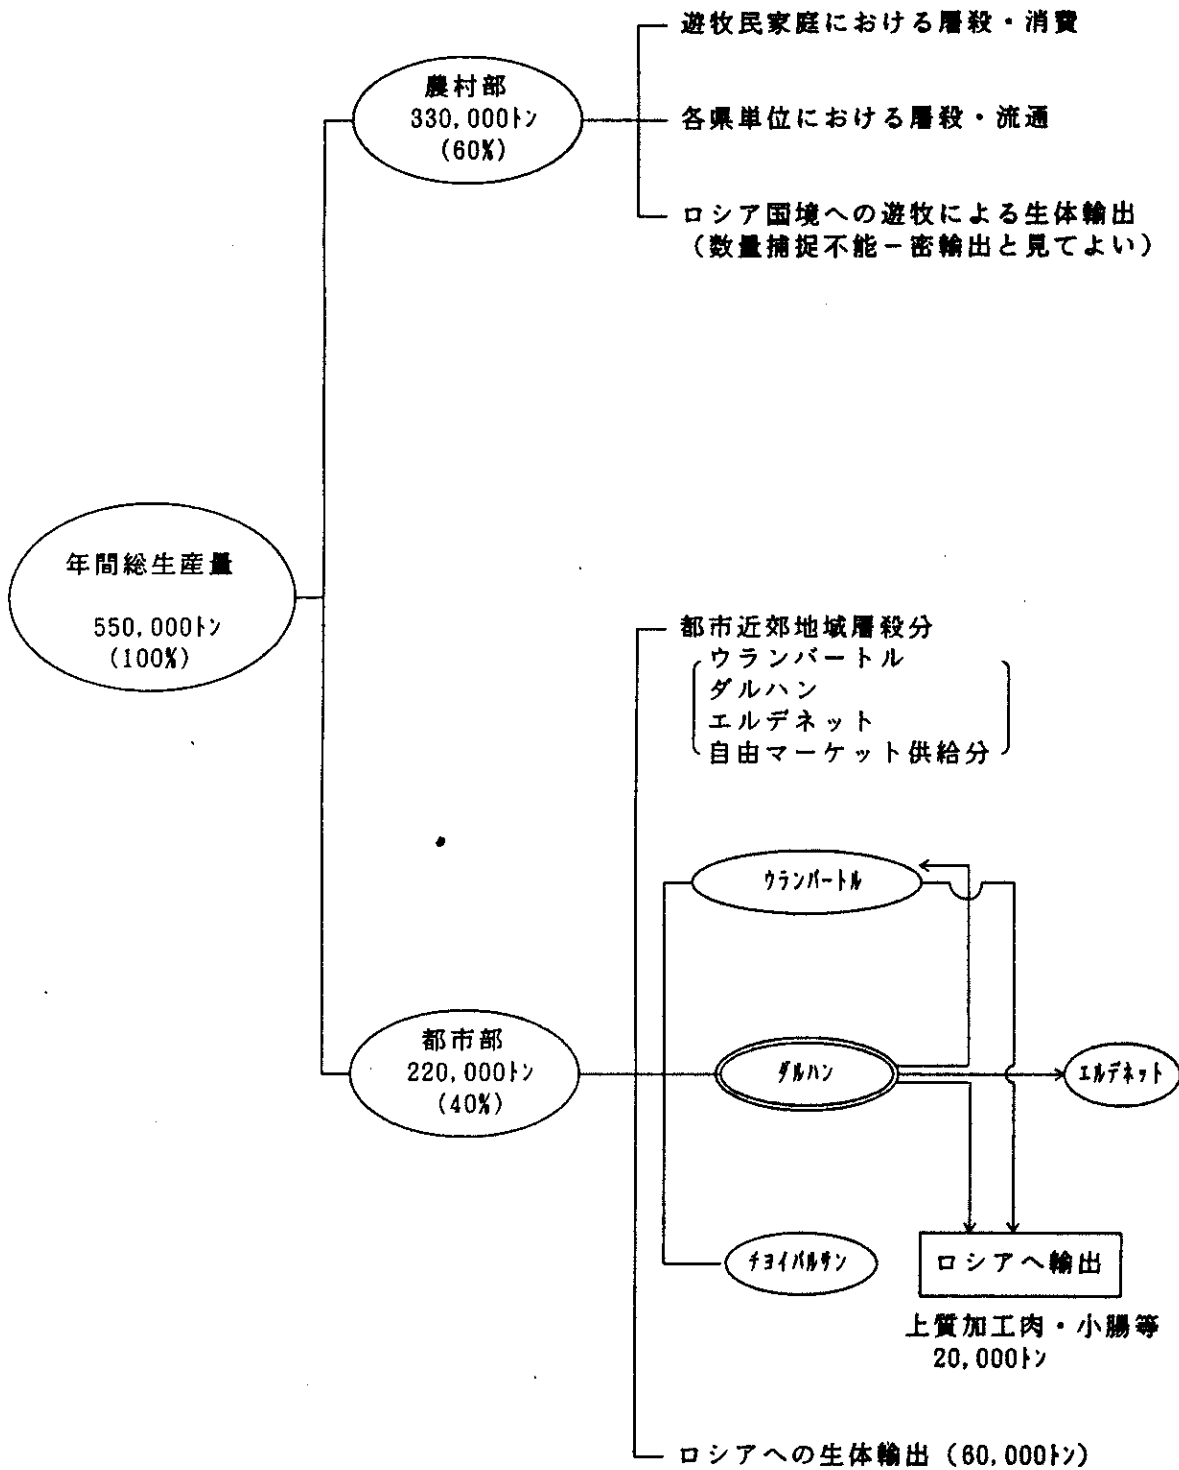 遊牧民家庭における屠殺・消費
農村部
330,000トン
(60%)
各県単位における屠殺・流通
ロシア国境への遊牧による生体輸出
(数量捕捉不能－密輸出と見てよい)
年間総生産量
550,000トン
(100%)
都市近郊地域屠殺分
ウランバートル
ダルハン
エルデネット
自由マーケット供給分
ウランバートル
都市部
220,000トン
(40%)
ダルハン
エルデネット
チョイバルサン
ロシアへ輸出
上質加工肉・小腸等
20,000トン
ロシアへの生体輸出 (60,000トン)